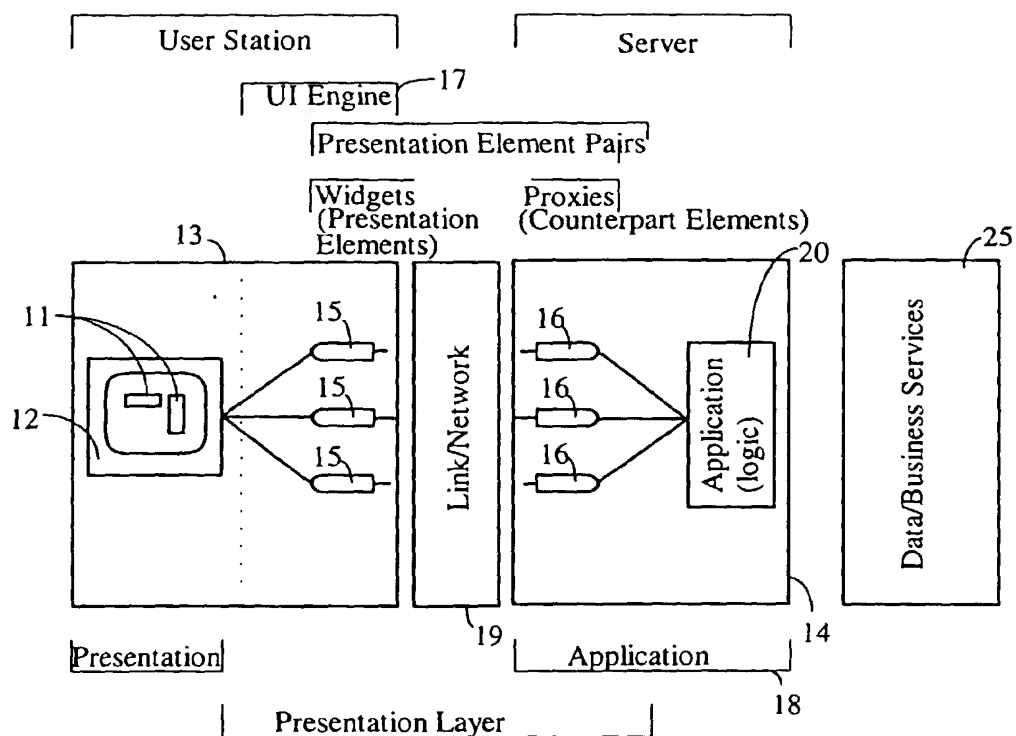 User Station
Server
17
UI Engine
Presentation Element Pairs
Widgets
(Presentation
Elements)
Proxies
(Counterpart Elements)
13
20
25
11
12
15
15
15
16
16
16
Link/Network
Application
(logic)
Data/Business Services
19
14
Presentation
Application
18
Presentation Layer